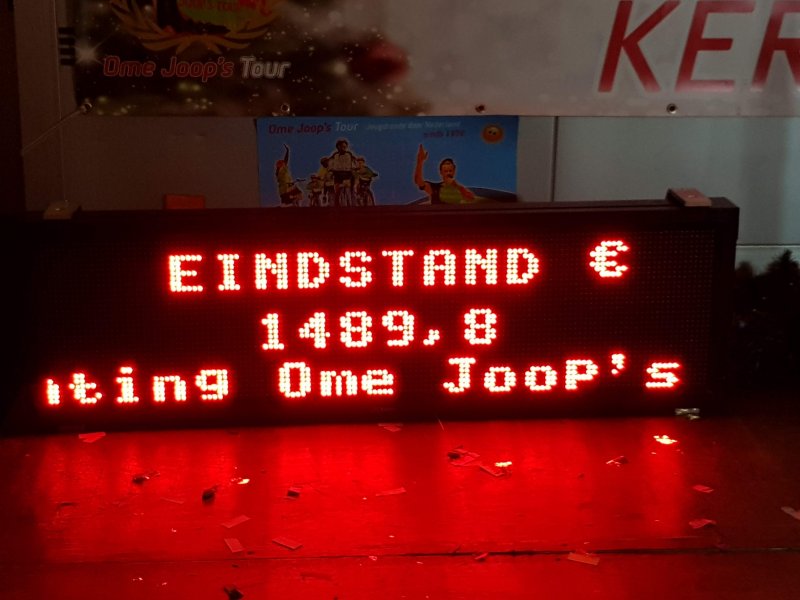 Ome Joop's Tour
KER
Ome Joop's Tour
EINDSTAND €
1489,8
ting Ome Joop's